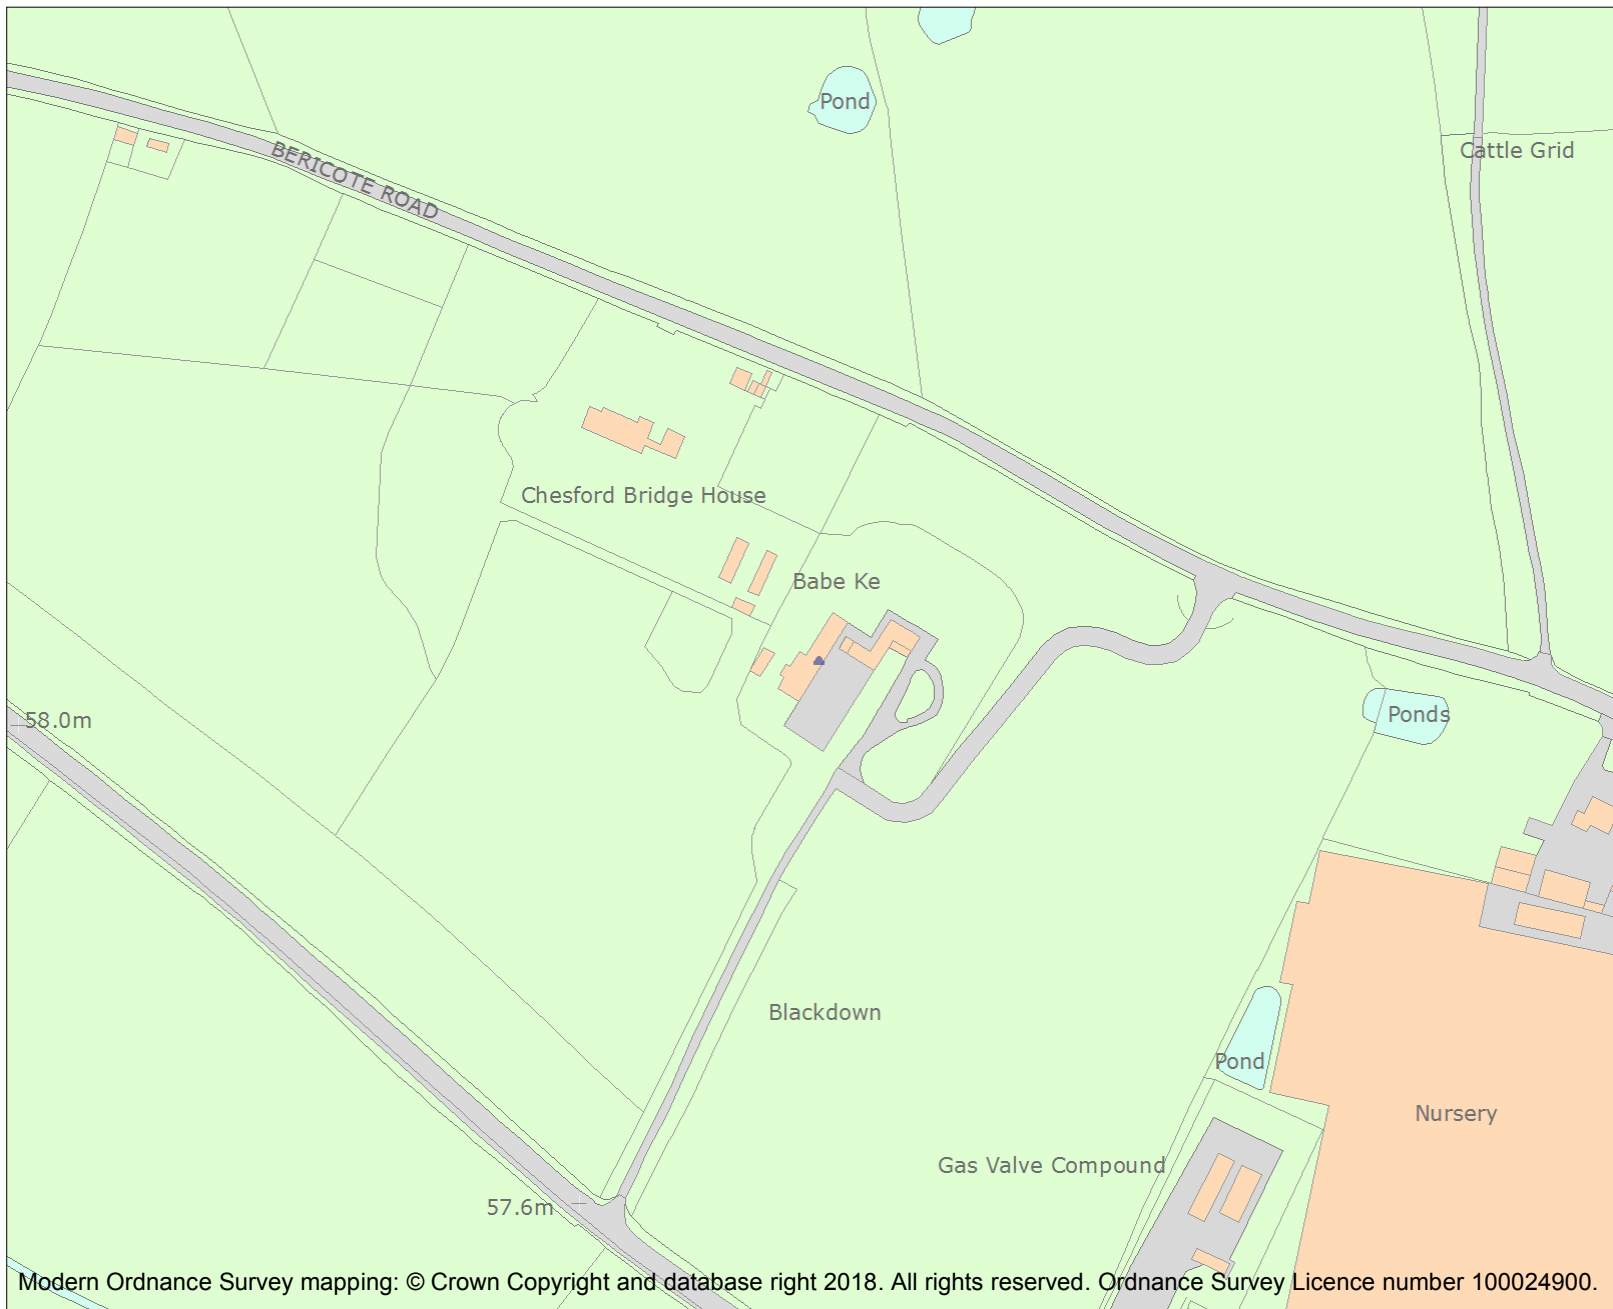 Pond
Cattle Grid
BERICOTE ROAD
Chesford Bridge House
Babe Ke
Ponds
58.0m
Blackdown
Pond
Nursery
Gas Valve Compound
57.6m
Modern Ordnance Survey mapping: © Crown Copyright and database right 2018. All rights reserved. Ordnance Survey Licence number 100024900.